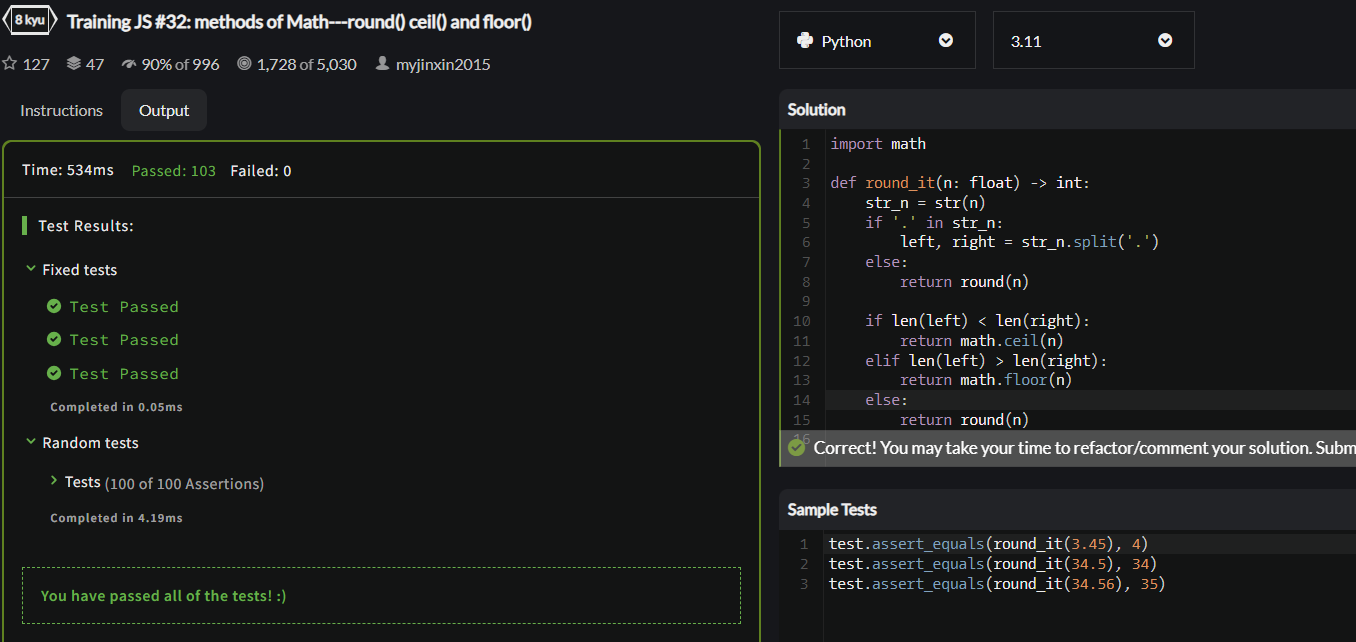 8 kyu Training JS #32: methods of Math---round() ceil() and floor()
127 47 90% of 996 1,728 of 5,030 myjinxin2015
Instructions Output
Time: 534ms Passed: 103 Failed: 0
Test Results:
Fixed tests
Test Passed
Test Passed
Test Passed
Completed in 0.05ms
Random tests
Tests (100 of 100 Assertions)
Completed in 4.19ms
You have passed all of the tests! :)
Python 3.11
Solution
1 import math
2
3 def round_it(n: float) -> int:
4     str_n = str(n)
5     if '.' in str_n:
6         left, right = str_n.split('.')
7     else:
8         return round(n)
9
10     if len(left) < len(right):
11         return math.ceil(n)
12     elif len(left) > len(right):
13         return math.floor(n)
14     else:
15         return round(n)
16
Correct! You may take your time to refactor/comment your solution. Subm
Sample Tests
1 test.assert_equals(round_it(3.45), 4)
2 test.assert_equals(round_it(34.5), 34)
3 test.assert_equals(round_it(34.56), 35)